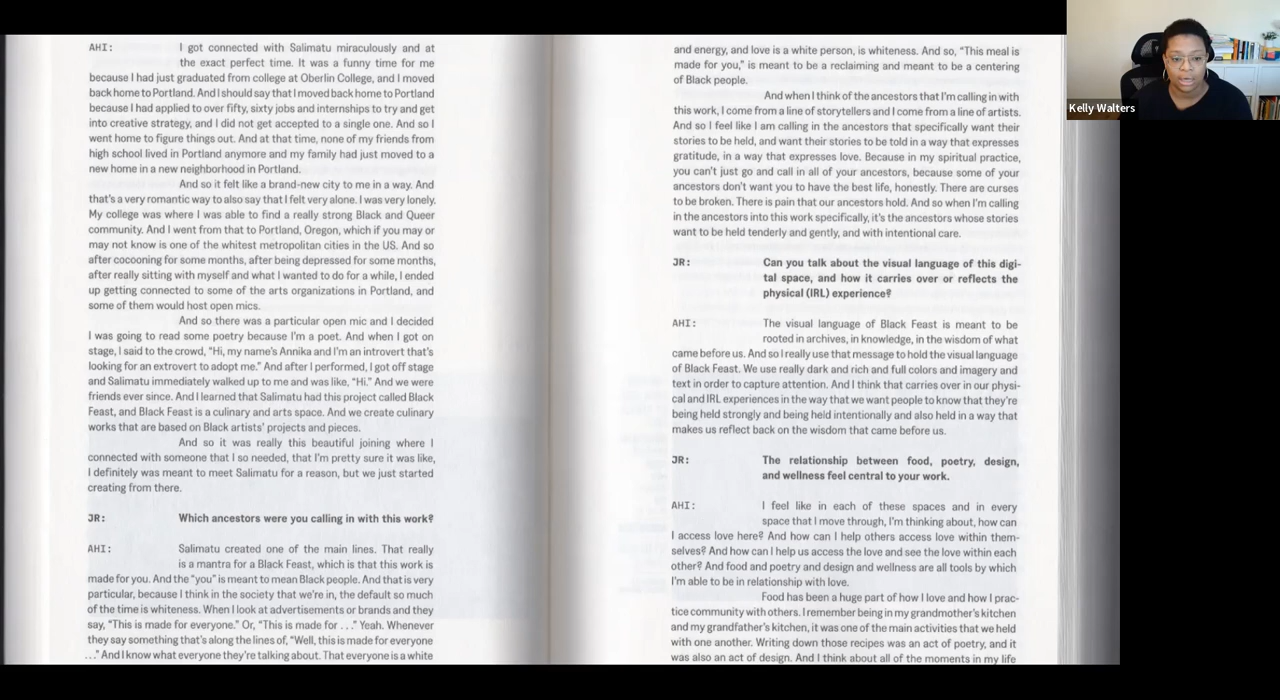 AHI: I got connected with Salimatu miraculously and at
the exact perfect time. It was a funny time for me
because I had just graduated from college at Oberlin College, and I moved
back home to Portland. And I should say that I moved back home to Portland
because I had applied to over fifty, sixty jobs and internships to try and get
into creative strategy, and I did not get accepted to a single one. And so I
went home to figure things out. And at that time, none of my friends from
high school lived in Portland anymore and my family had just moved to a
new home in a new neighborhood in Portland.
And so it felt like a brand-new city to me in a way. And
that's a very romantic way to also say that I felt very alone. I was very lonely.
My college was where I was able to find a really strong Black and Queer
community. And I went from that to Portland, Oregon, which if you may or
may not know is one of the whitest metropolitan cities in the US. And so
after cocooning for some months, after being depressed for some months,
after really sitting with myself and what I wanted to do for a while, I ended
up getting connected to some of the arts organizations in Portland, and
some of them would host open mics.
And so there was a particular open mic and I decided
I was going to read some poetry because I'm a poet. And when I got on
stage, I said to the crowd, “Hi, my name's Annika and I'm an introvert that's
looking for an extrovert to adopt me.” And after I performed, I got off stage
and Salimatu immediately walked up to me and was like, “Hi.” And we were
friends ever since. And I learned that Salimatu had this project called Black
Feast, and Black Feast is a culinary and arts space. And we create culinary
works that are based on Black artists' projects and pieces.
And so it was really this beautiful joining where I
connected with someone that I so needed, that I'm pretty sure it was like,
I definitely was meant to meet Salimatu for a reason, but we just started
creating from there.
JR: Which ancestors were you calling in with this work?
AHI: Salimatu created one of the main lines. That really
is a mantra for a Black Feast, which is that this work is
made for you. And the “you” is meant to mean Black people. And that is very
particular, because I think in the society that we're in, the default so much
of the time is whiteness. When I look at advertisements or brands and they
say, “This is made for everyone.” Or, “This is made for . . .” Yeah. Whenever
they say something that's along the lines of, “Well, this is made for everyone
. . .” And I know what everyone they're talking about. That everyone is a white
and energy, and love is a white person, is whiteness. And so, “This meal is
made for you,” is meant to be a reclaiming and meant to be a centering
of Black people.
And when I think of the ancestors that I'm calling in with
this work, I come from a line of storytellers and I come from a line of artists.
And so I feel like I am calling in the ancestors that specifically want their
stories to be held, and want their stories to be told in a way that expresses
gratitude, in a way that expresses love. Because in my spiritual practice,
you can't just go and call in all of your ancestors, because some of your
ancestors don't want you to have the best life, honestly. There are curses
to be broken. There is pain that our ancestors hold. And so when I'm calling
in the ancestors into this work specifically, it's the ancestors whose stories
want to be held tenderly and gently, and with intentional care.
JR: Can you talk about the visual language of this digi-
tal space, and how it carries over or reflects the
physical (IRL) experience?
AHI: The visual language of Black Feast is meant to be
rooted in archives, in knowledge, in the wisdom of what
came before us. And so I really use that message to hold the visual language
of Black Feast. We use really dark and rich and full colors and imagery and
text in order to capture attention. And I think that carries over in our physi-
cal and IRL experiences in the way that we want people to know that they're
being held strongly and being held intentionally and also held in a way that
makes us reflect back on the wisdom that came before us.
JR: The relationship between food, poetry, design,
and wellness feel central to your work.
AHI: I feel like in each of these spaces and in every
space that I move through, I'm thinking about, how can
I access love here? And how can I help others access love within them-
selves? And how can I help us access the love and see the love within each
other? And food and poetry and design and wellness are all tools by which
I'm able to be in relationship with love.
Food has been a huge part of how I love and how I prac-
tice community with others. I remember being in my grandmother's kitchen
and my grandfather's kitchen, it was one of the main activities that we held
with one another. Writing down those recipes was an act of poetry, and it
was also an act of design. And I think about all of the moments in my life
Kelly Walters